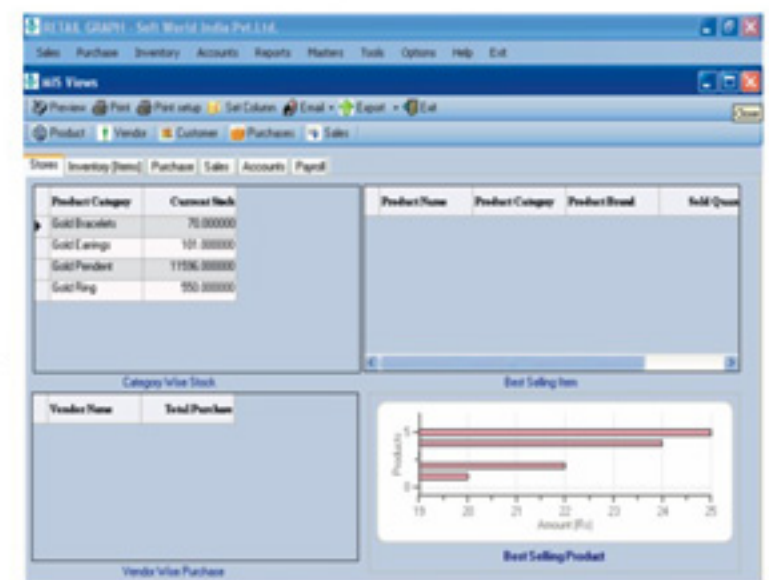 RETAIL GRAPH - Soft World India Pvt.Ltd.
Sales Purchase Inventory Accounts Reports Masters Tools Options Help Exit
MIS Views
Preview Print Print setup Set Column Email Export Exit
Close
Product Vendor Customer Purchases Sales
Stores Inventory [Items] Purchase Sales Accounts Payroll
Product Category Current Stock
Gold Bracelets 70.000000
Gold Earings 101.000000
Gold Pendent 11596.000000
Gold Ring 550.000000
Category Wise Stock
Product Name Product Category Product Brand Sold Quan
Best Selling Item
Vendor Name Total Purchase
Vendor Wise Purchase
Products
5
0
19 20 21 22 23 24 25
Amount (Rs)
Best Selling Product